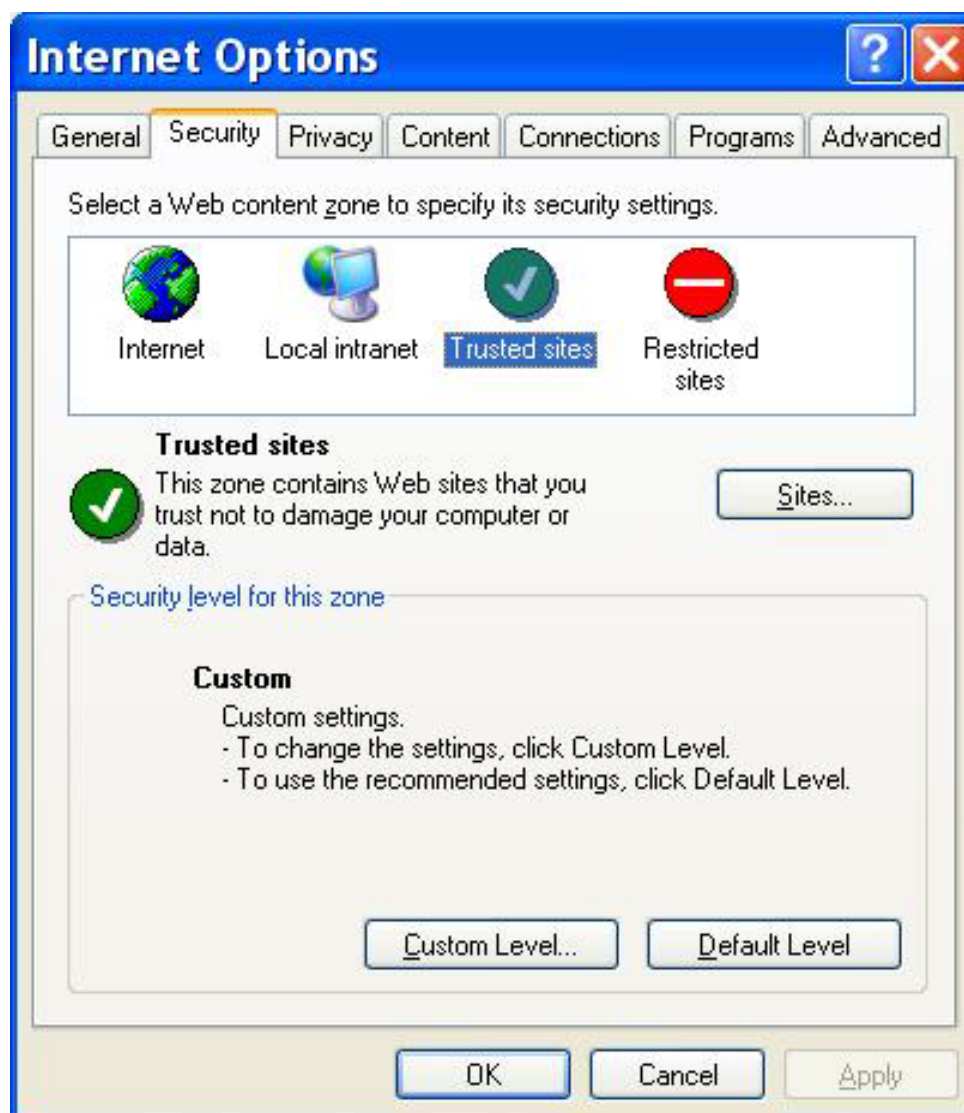 Internet Options
General Security Privacy Content Connections Programs Advanced
Select a Web content zone to specify its security settings.
Internet Local intranet Trusted sites Restricted sites
Trusted sites
This zone contains Web sites that you
trust not to damage your computer or
data.
Sites...
Security level for this zone
Custom
Custom settings.
- To change the settings, click Custom Level.
- To use the recommended settings, click Default Level.
Custom Level... Default Level
OK Cancel Apply